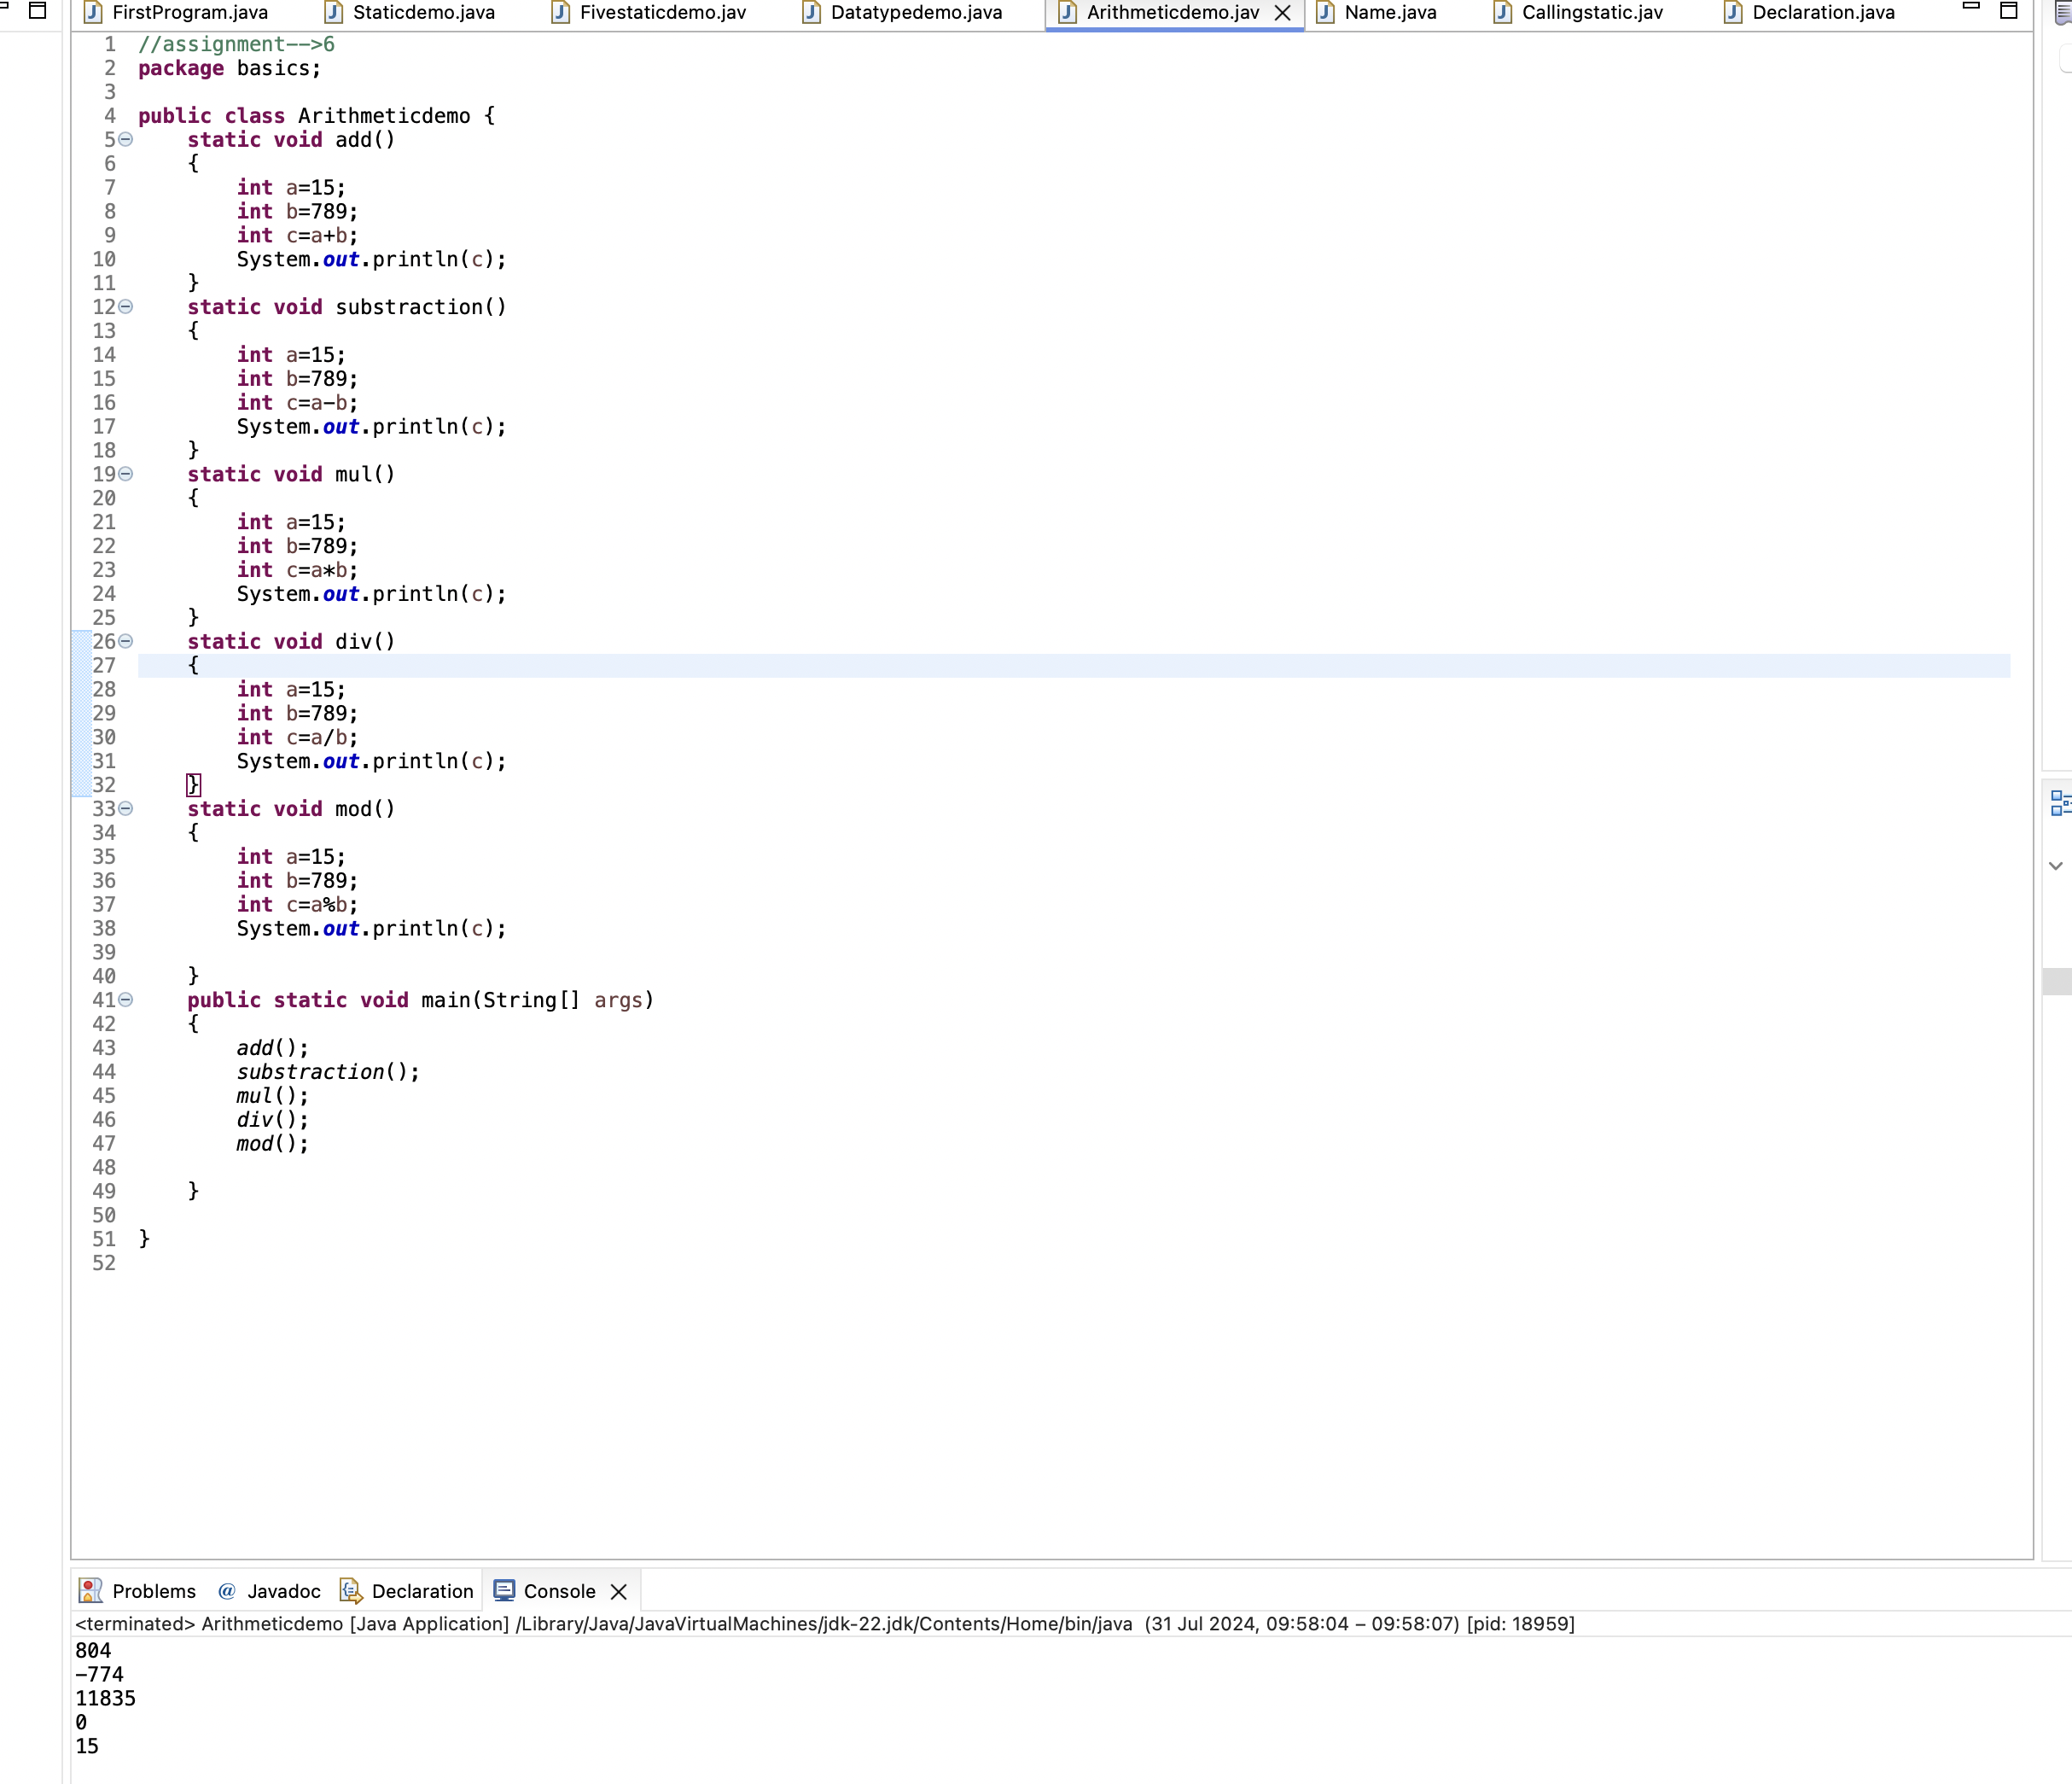 FirstProgram.java Staticdemo.java Fivestaticdemo.jav Datatypedemo.java Arithmeticdemo.jav Name.java Callingstatic.jav Declaration.java
1 //assignment-->6
2 package basics;
3
4 public class Arithmeticdemo {
5 static void add()
6 {
7 int a=15;
8 int b=789;
9 int c=a+b;
10 System.out.println(c);
11 }
12 static void substraction()
13 {
14 int a=15;
15 int b=789;
16 int c=a-b;
17 System.out.println(c);
18 }
19 static void mul()
20 {
21 int a=15;
22 int b=789;
23 int c=a*b;
24 System.out.println(c);
25 }
26 static void div()
27 {
28 int a=15;
29 int b=789;
30 int c=a/b;
31 System.out.println(c);
32 }
33 static void mod()
34 {
35 int a=15;
36 int b=789;
37 int c=a%b;
38 System.out.println(c);
39
40 }
41 public static void main(String[] args)
42 {
43 add();
44 substraction();
45 mul();
46 div();
47 mod();
48
49 }
50
51 }
52
Problems @ Javadoc Declaration Console
<terminated> Arithmeticdemo [Java Application] /Library/Java/JavaVirtualMachines/jdk-22.jdk/Contents/Home/bin/java (31 Jul 2024, 09:58:04 – 09:58:07) [pid: 18959]
804
-774
11835
0
15